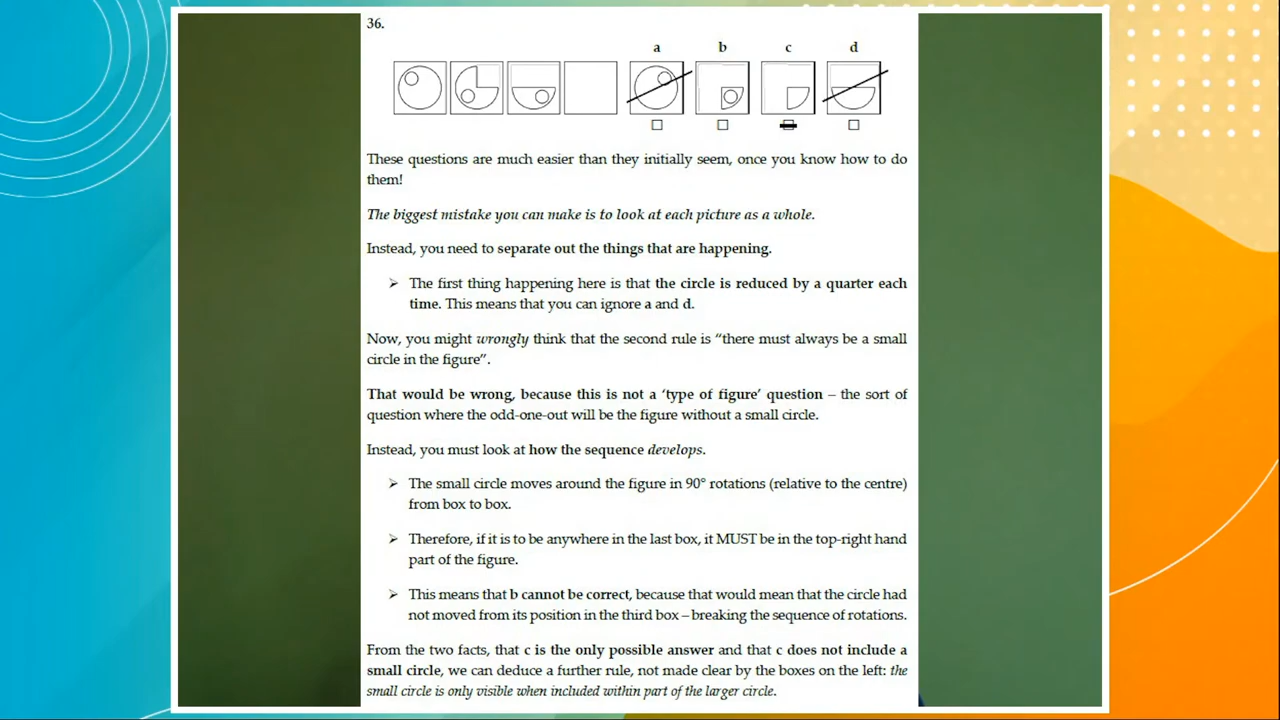 36.
a b c d
These questions are much easier than they initially seem, once you know how to do
them!
The biggest mistake you can make is to look at each picture as a whole.
Instead, you need to separate out the things that are happening.
➢ The first thing happening here is that the circle is reduced by a quarter each
time. This means that you can ignore a and d.
Now, you might wrongly think that the second rule is “there must always be a small
circle in the figure”.
That would be wrong, because this is not a ‘type of figure’ question – the sort of
question where the odd-one-out will be the figure without a small circle.
Instead, you must look at how the sequence develops.
➢ The small circle moves around the figure in 90° rotations (relative to the centre)
from box to box.
➢ Therefore, if it is to be anywhere in the last box, it MUST be in the top-right hand
part of the figure.
➢ This means that b cannot be correct, because that would mean that the circle had
not moved from its position in the third box – breaking the sequence of rotations.
From the two facts, that c is the only possible answer and that c does not include a
small circle, we can deduce a further rule, not made clear by the boxes on the left: the
small circle is only visible when included within part of the larger circle.